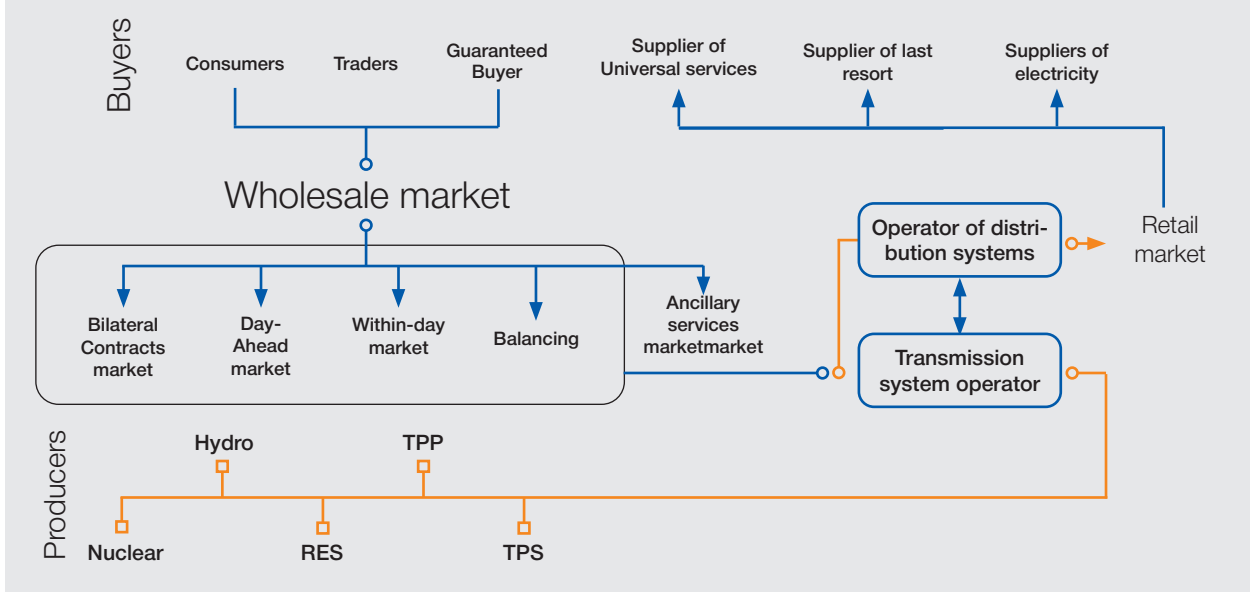 Buyers
Consumers
Traders
Guaranteed
Buyer
Supplier of
Universal services
Supplier of last
resort
Suppliers of
electricity
Wholesale market
Operator of distri-
bution systems
Retail
market
Bilateral
Contracts
market
Day-
Ahead
market
Within-day
market
Balancing
Ancillary
services
marketmarket
Transmission
system operator
Producers
Hydro
TPP
Nuclear
RES
TPS